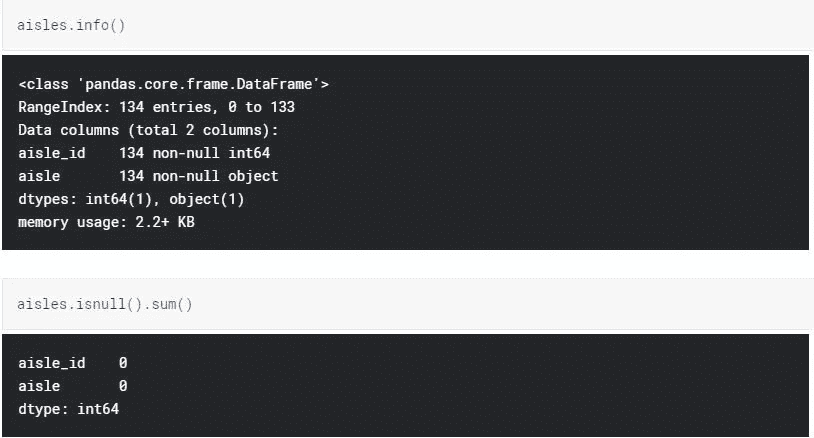 aisles.info()
<class 'pandas.core.frame.DataFrame'>
RangeIndex: 134 entries, 0 to 133
Data columns (total 2 columns):
aisle_id    134 non-null int64
aisle       134 non-null object
dtypes: int64(1), object(1)
memory usage: 2.2+ KB
aisles.isnull().sum()
aisle_id    0
aisle       0
dtype: int64